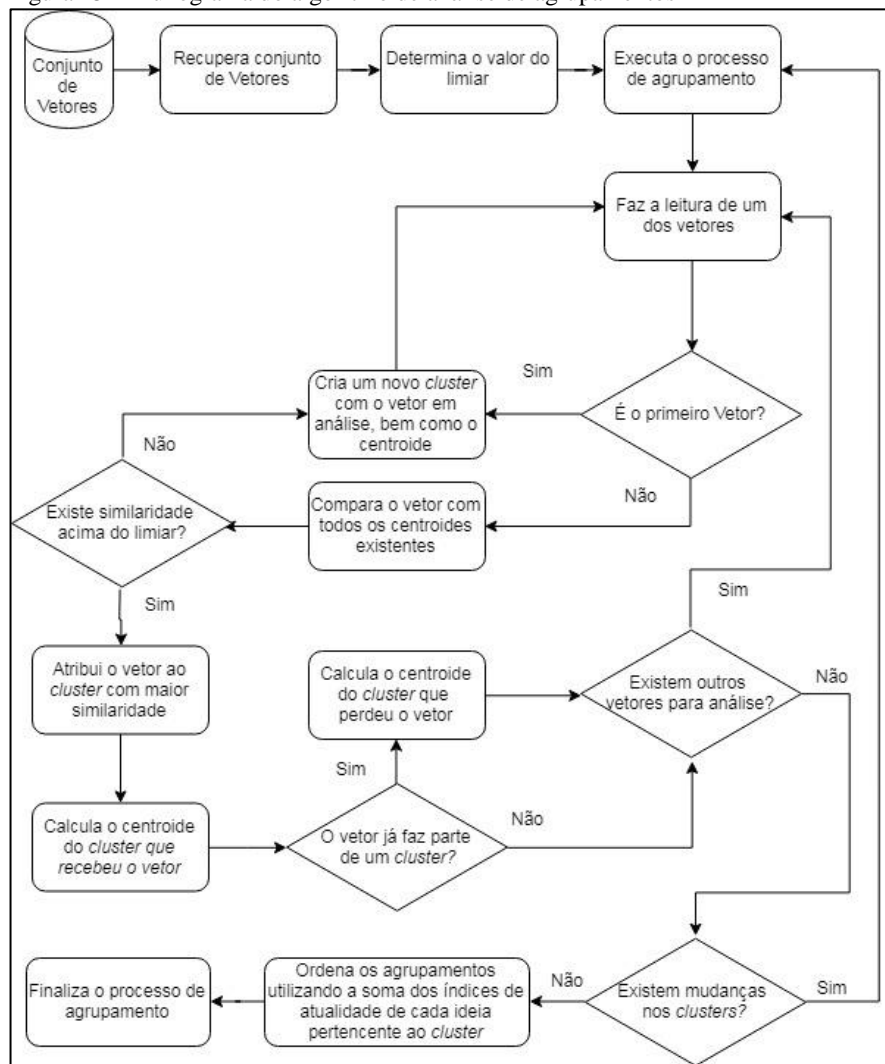 Conjunto
de
Vetores
Recupera conjunto
de Vetores
Determina o valor do
limiar
Executa o processo
de agrupamento
Faz a leitura de um
dos vetores
É o primeiro Vetor?
Sim
Cria um novo cluster
com o vetor em
análise, bem como o
centroide
Não
Não
Compara o vetor com
todos os centroides
existentes
Existe similaridade
acima do limiar?
Sim
Atribui o vetor ao
cluster com maior
similaridade
Calcula o centroide
do cluster que
recebeu o vetor
O vetor já faz parte
de um cluster?
Sim
Calcula o centroide
do cluster que
perdeu o vetor
Não
Existem outros
vetores para análise?
Sim
Não
Existem mudanças
nos clusters?
Sim
Não
Ordena os agrupamentos
utilizando a soma dos índices de
atualidade de cada ideia
pertencente ao cluster
Finaliza o processo de
agrupamento